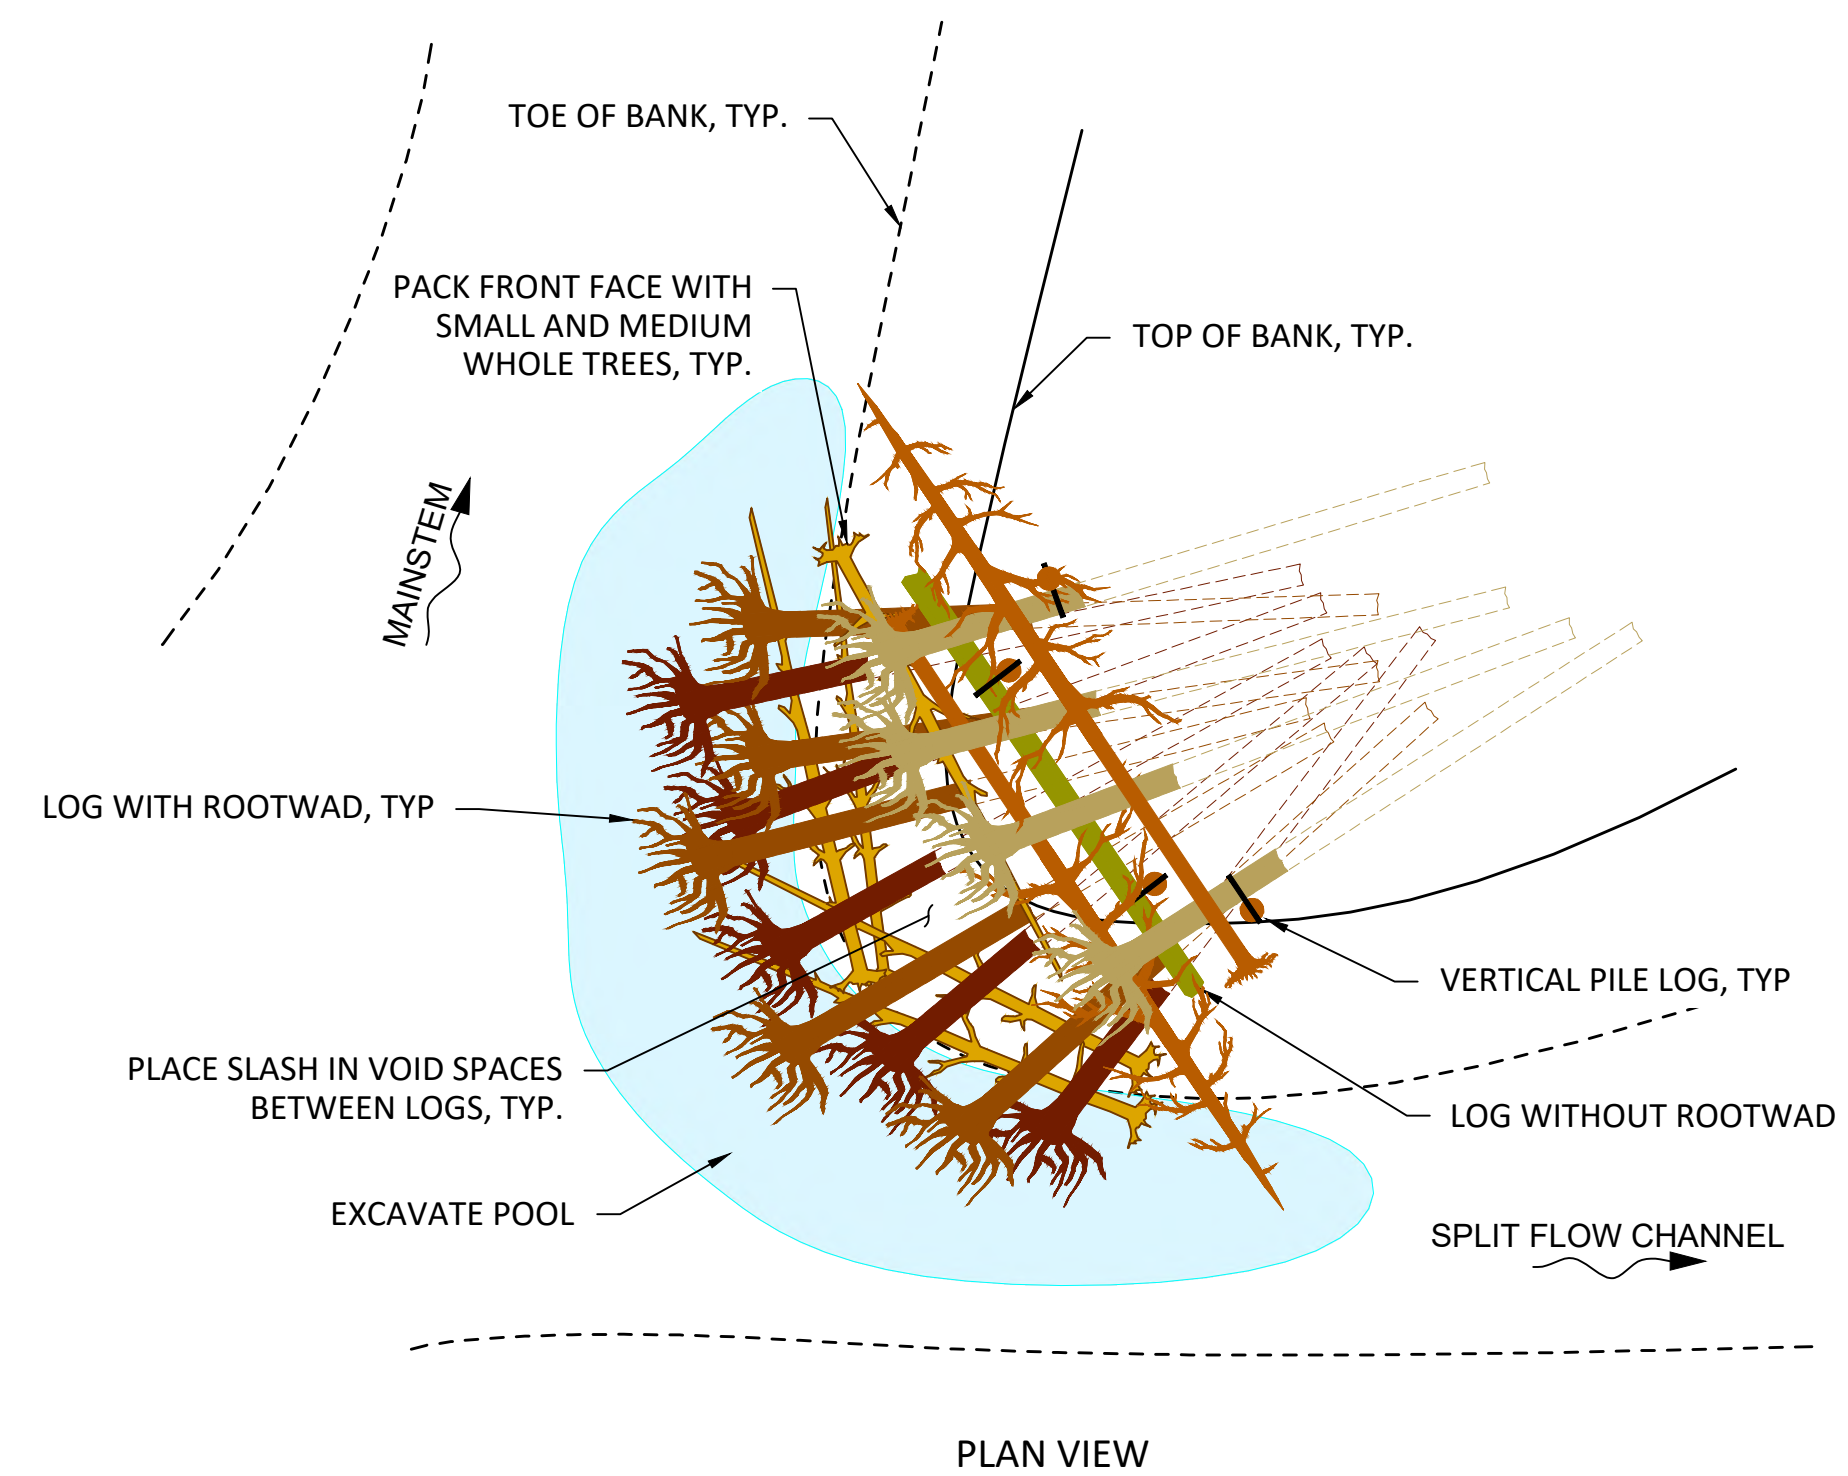 TOE OF BANK, TYP.
PACK FRONT FACE WITH
SMALL AND MEDIUM
WHOLE TREES, TYP.
TOP OF BANK, TYP.
MAINSTEM
LOG WITH ROOTWAD, TYP
VERTICAL PILE LOG, TYP
PLACE SLASH IN VOID SPACES
BETWEEN LOGS, TYP.
LOG WITHOUT ROOTWAD
EXCAVATE POOL
SPLIT FLOW CHANNEL
PLAN VIEW